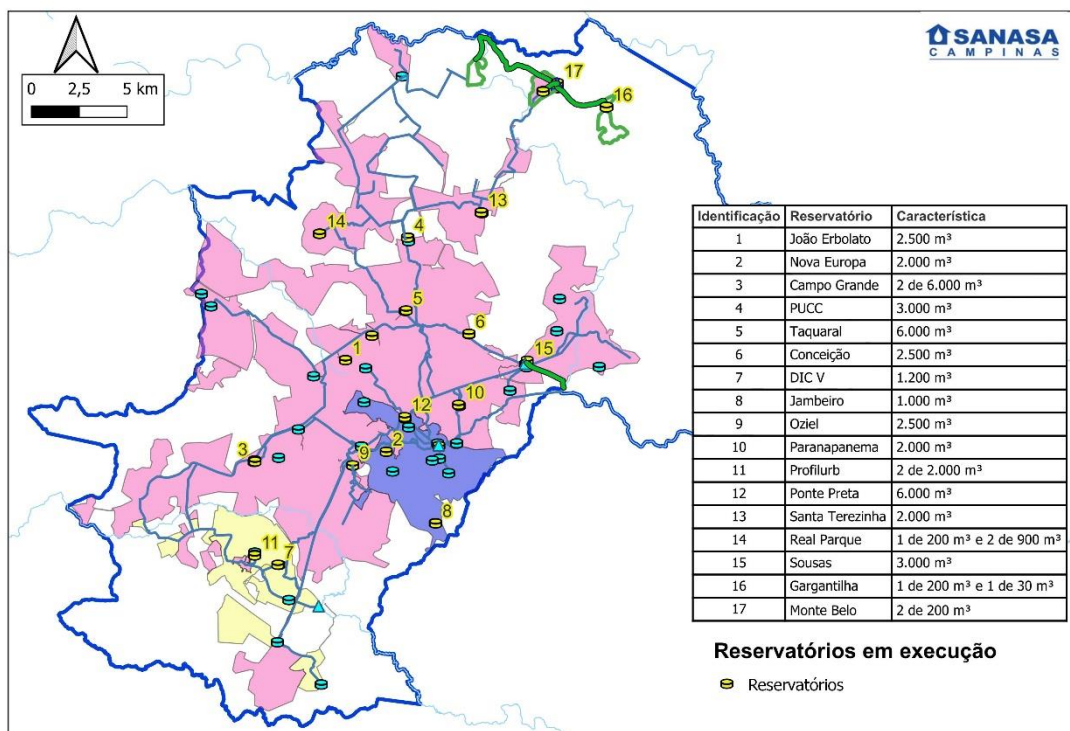 SANASA
CAMPINAS
0 2,5 5 km
17
16
13
14
4
5
6
1
15
10
12
2
3
9
8
11
7
Identificação Reservatório Característica
1 João Erbolato 2.500 m³
2 Nova Europa 2.000 m³
3 Campo Grande 2 de 6.000 m³
4 PUCC 3.000 m³
5 Taquaral 6.000 m³
6 Conceição 2.500 m³
7 DIC V 1.200 m³
8 Jambeiro 1.000 m³
9 Oziel 2.500 m³
10 Paranapanema 2.000 m³
11 Profilurb 2 de 2.000 m³
12 Ponte Preta 6.000 m³
13 Santa Terezinha 2.000 m³
14 Real Parque 1 de 200 m³ e 2 de 900 m³
15 Sousas 3.000 m³
16 Gargantilha 1 de 200 m³ e 1 de 30 m³
17 Monte Belo 2 de 200 m³
Reservatórios em execução
Reservatórios